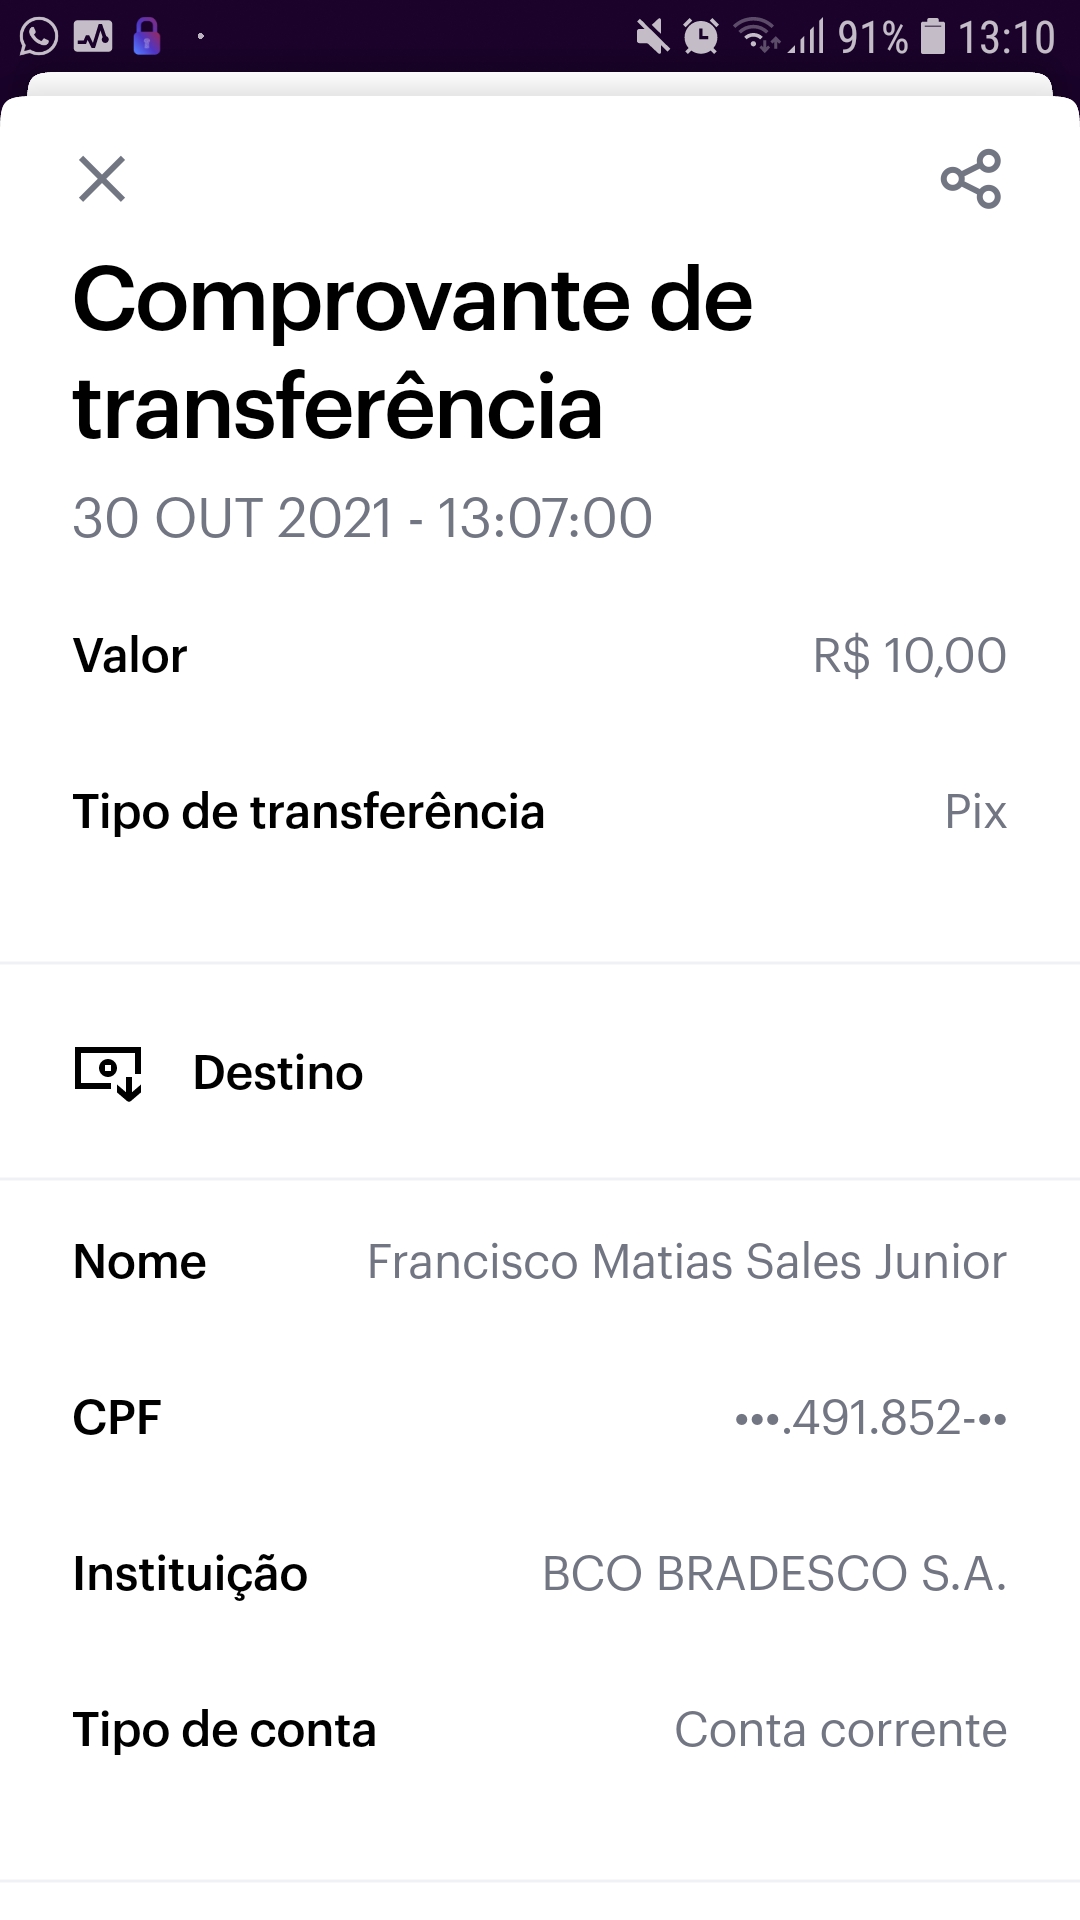 91% 13:10
Comprovante de
transferência
30 OUT 2021 - 13:07:00
Valor R$ 10,00
Tipo de transferência Pix
Destino
Nome Francisco Matias Sales Junior
CPF •••.491.852-••
Instituição BCO BRADESCO S.A.
Tipo de conta Conta corrente